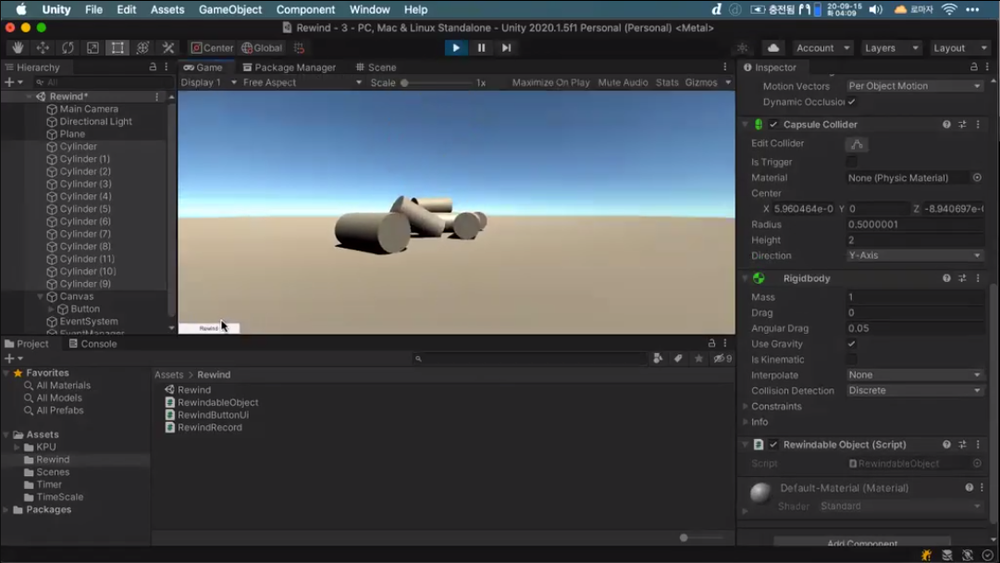 Unity File Edit Assets GameObject Component Window Help 충전됨 20-09-15 화 04:09 로마자
Rewind - 3 - PC, Mac & Linux Standalone - Unity 2020.1.5f1 Personal (Personal) <Metal>
Center Global Account Layers Layout
Hierarchy Game Package Manager Scene Inspector
All Display 1 Free Aspect Scale 1x Maximize On Play Mute Audio Stats Gizmos
Motion Vectors Per Object Motion
Rewind*
Dynamic Occlusion
Main Camera
Directional Light
Capsule Collider
Plane
Edit Collider
Cylinder
Is Trigger
Cylinder (1)
Cylinder (2)
Material None (Physic Material)
Cylinder (3)
Center
Cylinder (4)
X 5.960464e-0 Y 0 Z -8.940697e-
Cylinder (5)
Radius 0.5000001
Cylinder (6)
Height 2
Cylinder (7)
Direction Y-Axis
Cylinder (8)
Cylinder (11)
Cylinder (10)
Rigidbody
Cylinder (9)
Canvas
Mass 1
Button
Drag 0
EventSystem
EventManager
Rewind
Angular Drag 0.05
Use Gravity
Project Console
Is Kinematic
9
Interpolate None
Favorites
Assets > Rewind
All Materials
Rewind
Collision Detection Discrete
All Models
RewindableObject
Constraints
All Prefabs
RewindButtonUi
Info
RewindRecord
Assets
KPU
Rewindable Object (Script)
Rewind
Script RewindableObject
Scenes
Timer
Default-Material (Material)
TimeScale
Shader Standard
Packages
Add Component